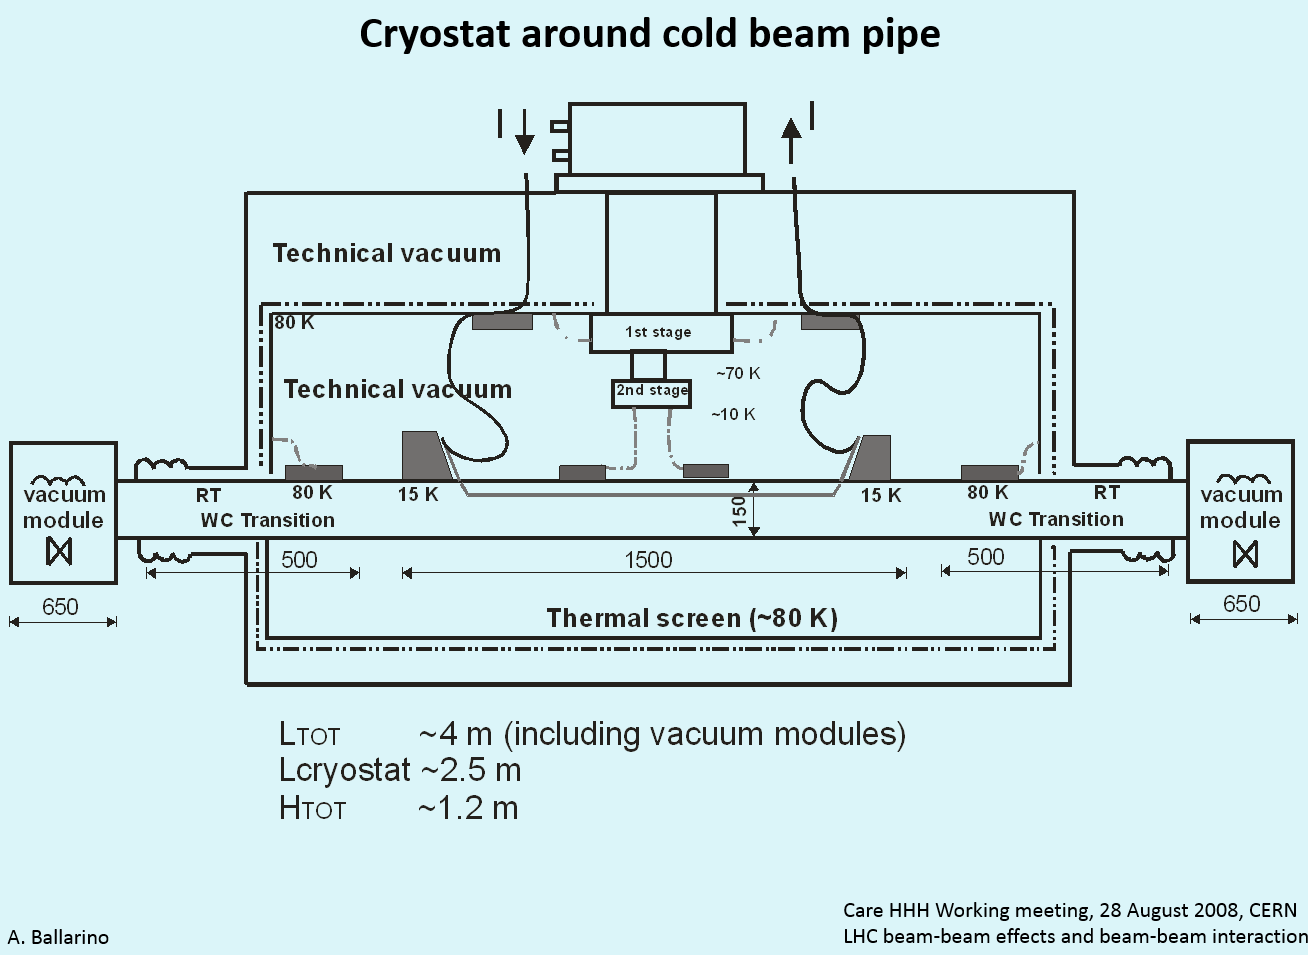 Cryostat around cold beam pipe
I
I
Technical vacuum
80 K
1st stage
~70 K
Technical vacuum
2nd stage
~10 K
vacuum
module
RT
WC Transition
80 K
15 K
150
15 K
80 K
RT
WC Transition
vacuum
module
500
1500
500
650
650
Thermal screen (~80 K)
LTOT ~4 m (including vacuum modules)
Lcryostat ~2.5 m
HTOT ~1.2 m
Care HHH Working meeting, 28 August 2008, CERN
A. Ballarino
LHC beam-beam effects and beam-beam interaction